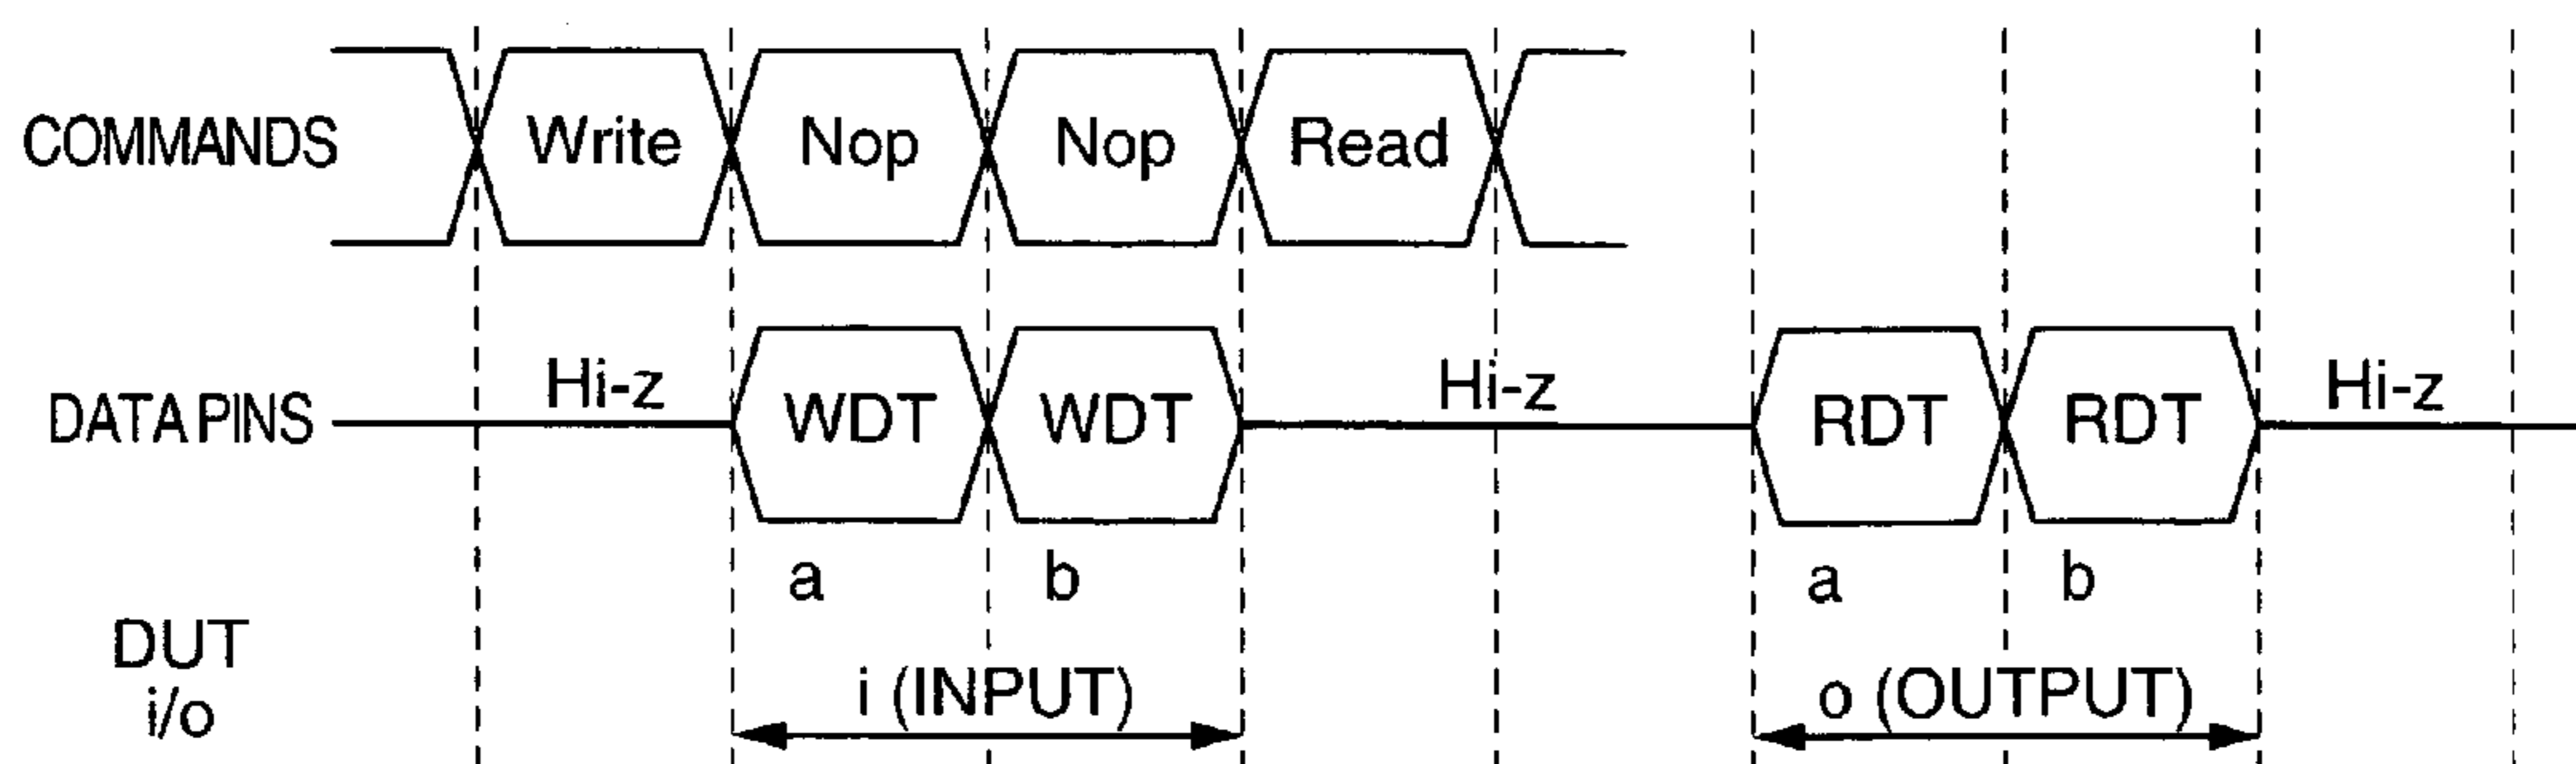 COMMANDS Write Nop Nop Read
DATA PINS Hi-z WDT WDT Hi-z RDT RDT Hi-z
a b a b
DUT
i/o i (INPUT) o (OUTPUT)